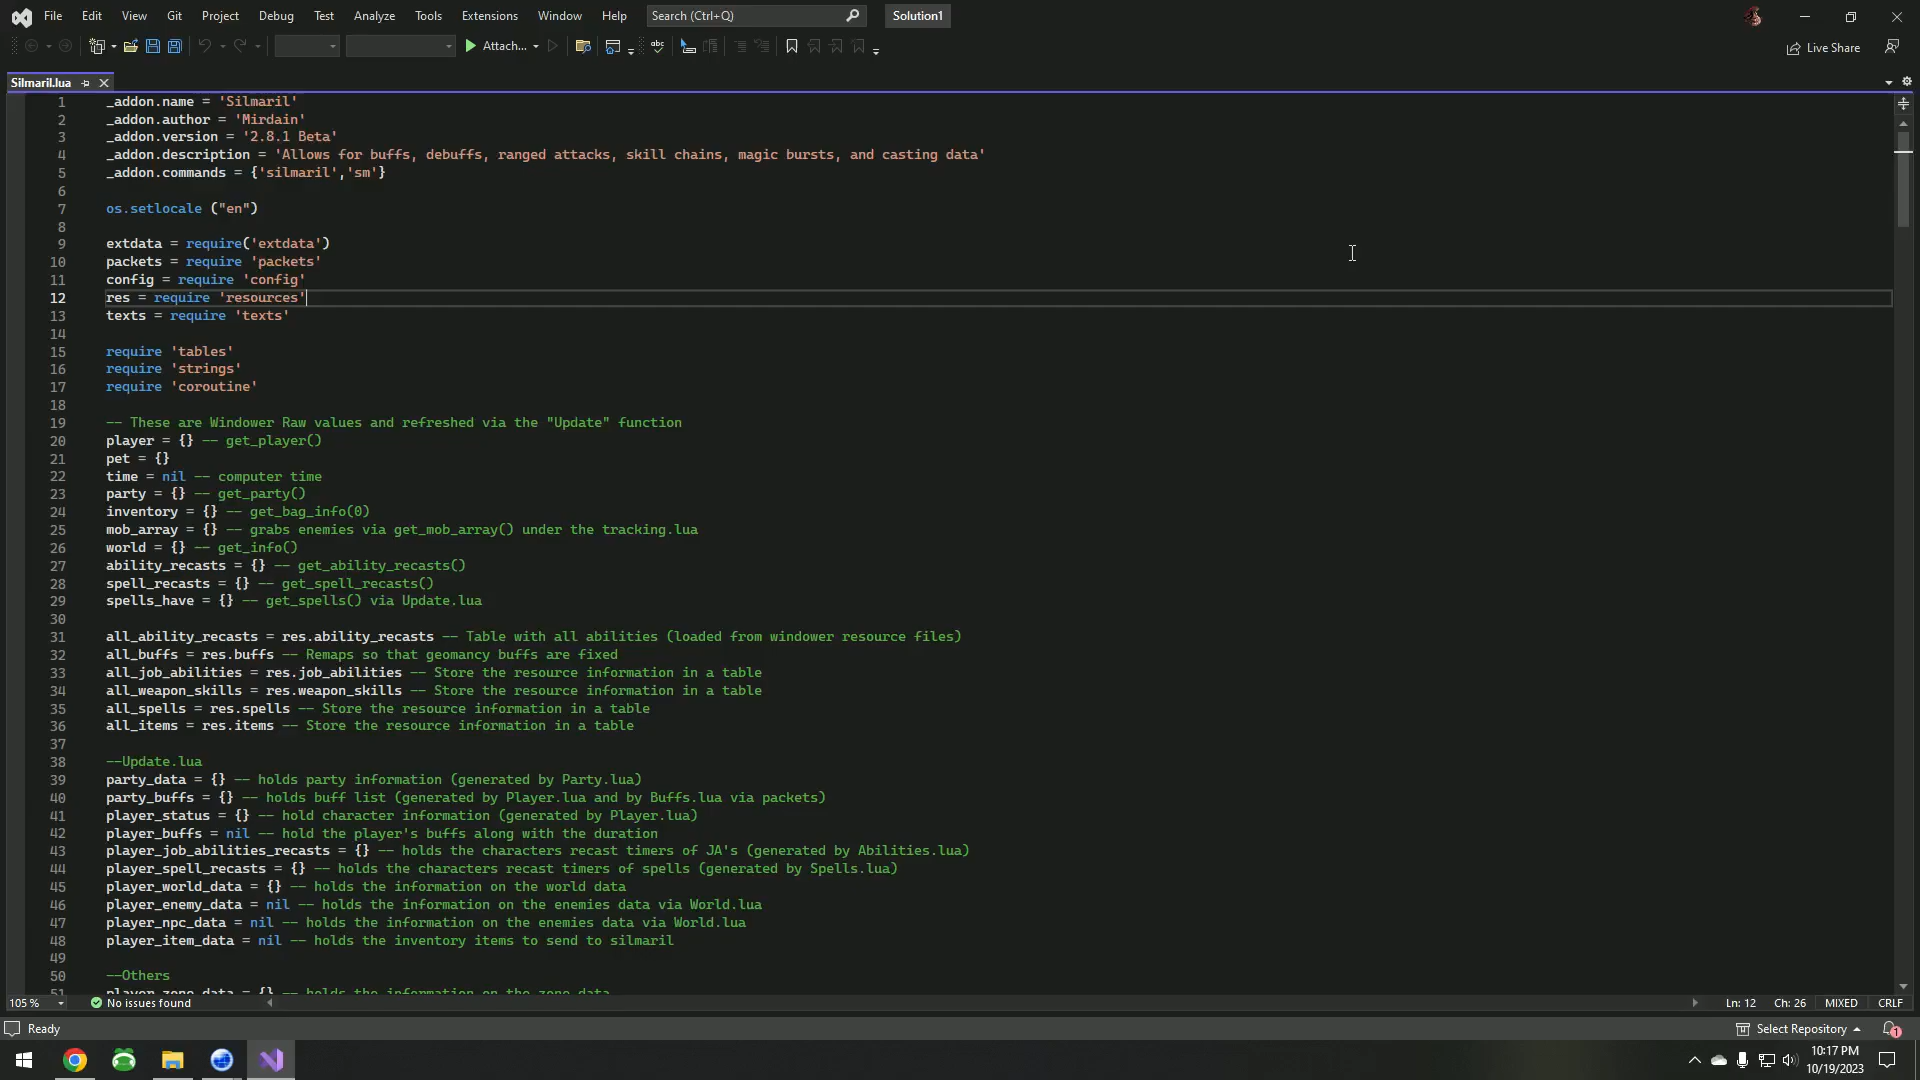 File Edit View Git Project Debug Test Analyze Tools Extensions Window Help Search (Ctrl+Q) Solution1
Attach... Live Share
Silmaril.lua
1 _addon.name = 'Silmaril'
2 _addon.author = 'Mirdain'
3 _addon.version = '2.8.1 Beta'
4 _addon.description = 'Allows for buffs, debuffs, ranged attacks, skill chains, magic bursts, and casting data'
5 _addon.commands = {'silmaril','sm'}
6
7 os.setlocale ("en")
8
9 extdata = require('extdata')
10 packets = require 'packets'
11 config = require 'config'
12 res = require 'resources'
13 texts = require 'texts'
14
15 require 'tables'
16 require 'strings'
17 require 'coroutine'
18
19 -- These are Windower Raw values and refreshed via the "Update" function
20 player = {} -- get_player()
21 pet = {}
22 time = nil -- computer time
23 party = {} -- get_party()
24 inventory = {} -- get_bag_info(0)
25 mob_array = {} -- grabs enemies via get_mob_array() under the tracking.lua
26 world = {} -- get_info()
27 ability_recasts = {} -- get_ability_recasts()
28 spell_recasts = {} -- get_spell_recasts()
29 spells_have = {} -- get_spells() via Update.lua
30
31 all_ability_recasts = res.ability_recasts -- Table with all abilities (loaded from windower resource files)
32 all_buffs = res.buffs -- Remaps so that geomancy buffs are fixed
33 all_job_abilities = res.job_abilities -- Store the resource information in a table
34 all_weapon_skills = res.weapon_skills -- Store the resource information in a table
35 all_spells = res.spells -- Store the resource information in a table
36 all_items = res.items -- Store the resource information in a table
37
38 --Update.lua
39 party_data = {} -- holds party information (generated by Party.lua)
40 party_buffs = {} -- holds buff list (generated by Player.lua and by Buffs.lua via packets)
41 player_status = {} -- hold character information (generated by Player.lua)
42 player_buffs = nil -- hold the player's buffs along with the duration
43 player_job_abilities_recasts = {} -- holds the characters recast timers of JA's (generated by Abilities.lua)
44 player_spell_recasts = {} -- holds the characters recast timers of spells (generated by Spells.lua)
45 player_world_data = {} -- holds the information on the world data
46 player_enemy_data = nil -- holds the information on the enemies data via World.lua
47 player_npc_data = nil -- holds the information on the enemies data via World.lua
48 player_item_data = nil -- holds the inventory items to send to silmaril
49
50 --Others
51 player_zone_data = {} -- holds the information on the zone data
105 % No issues found Ln: 12 Ch: 26 MIXED CRLF
Ready Select Repository 1
10:17 PM
10/19/2023